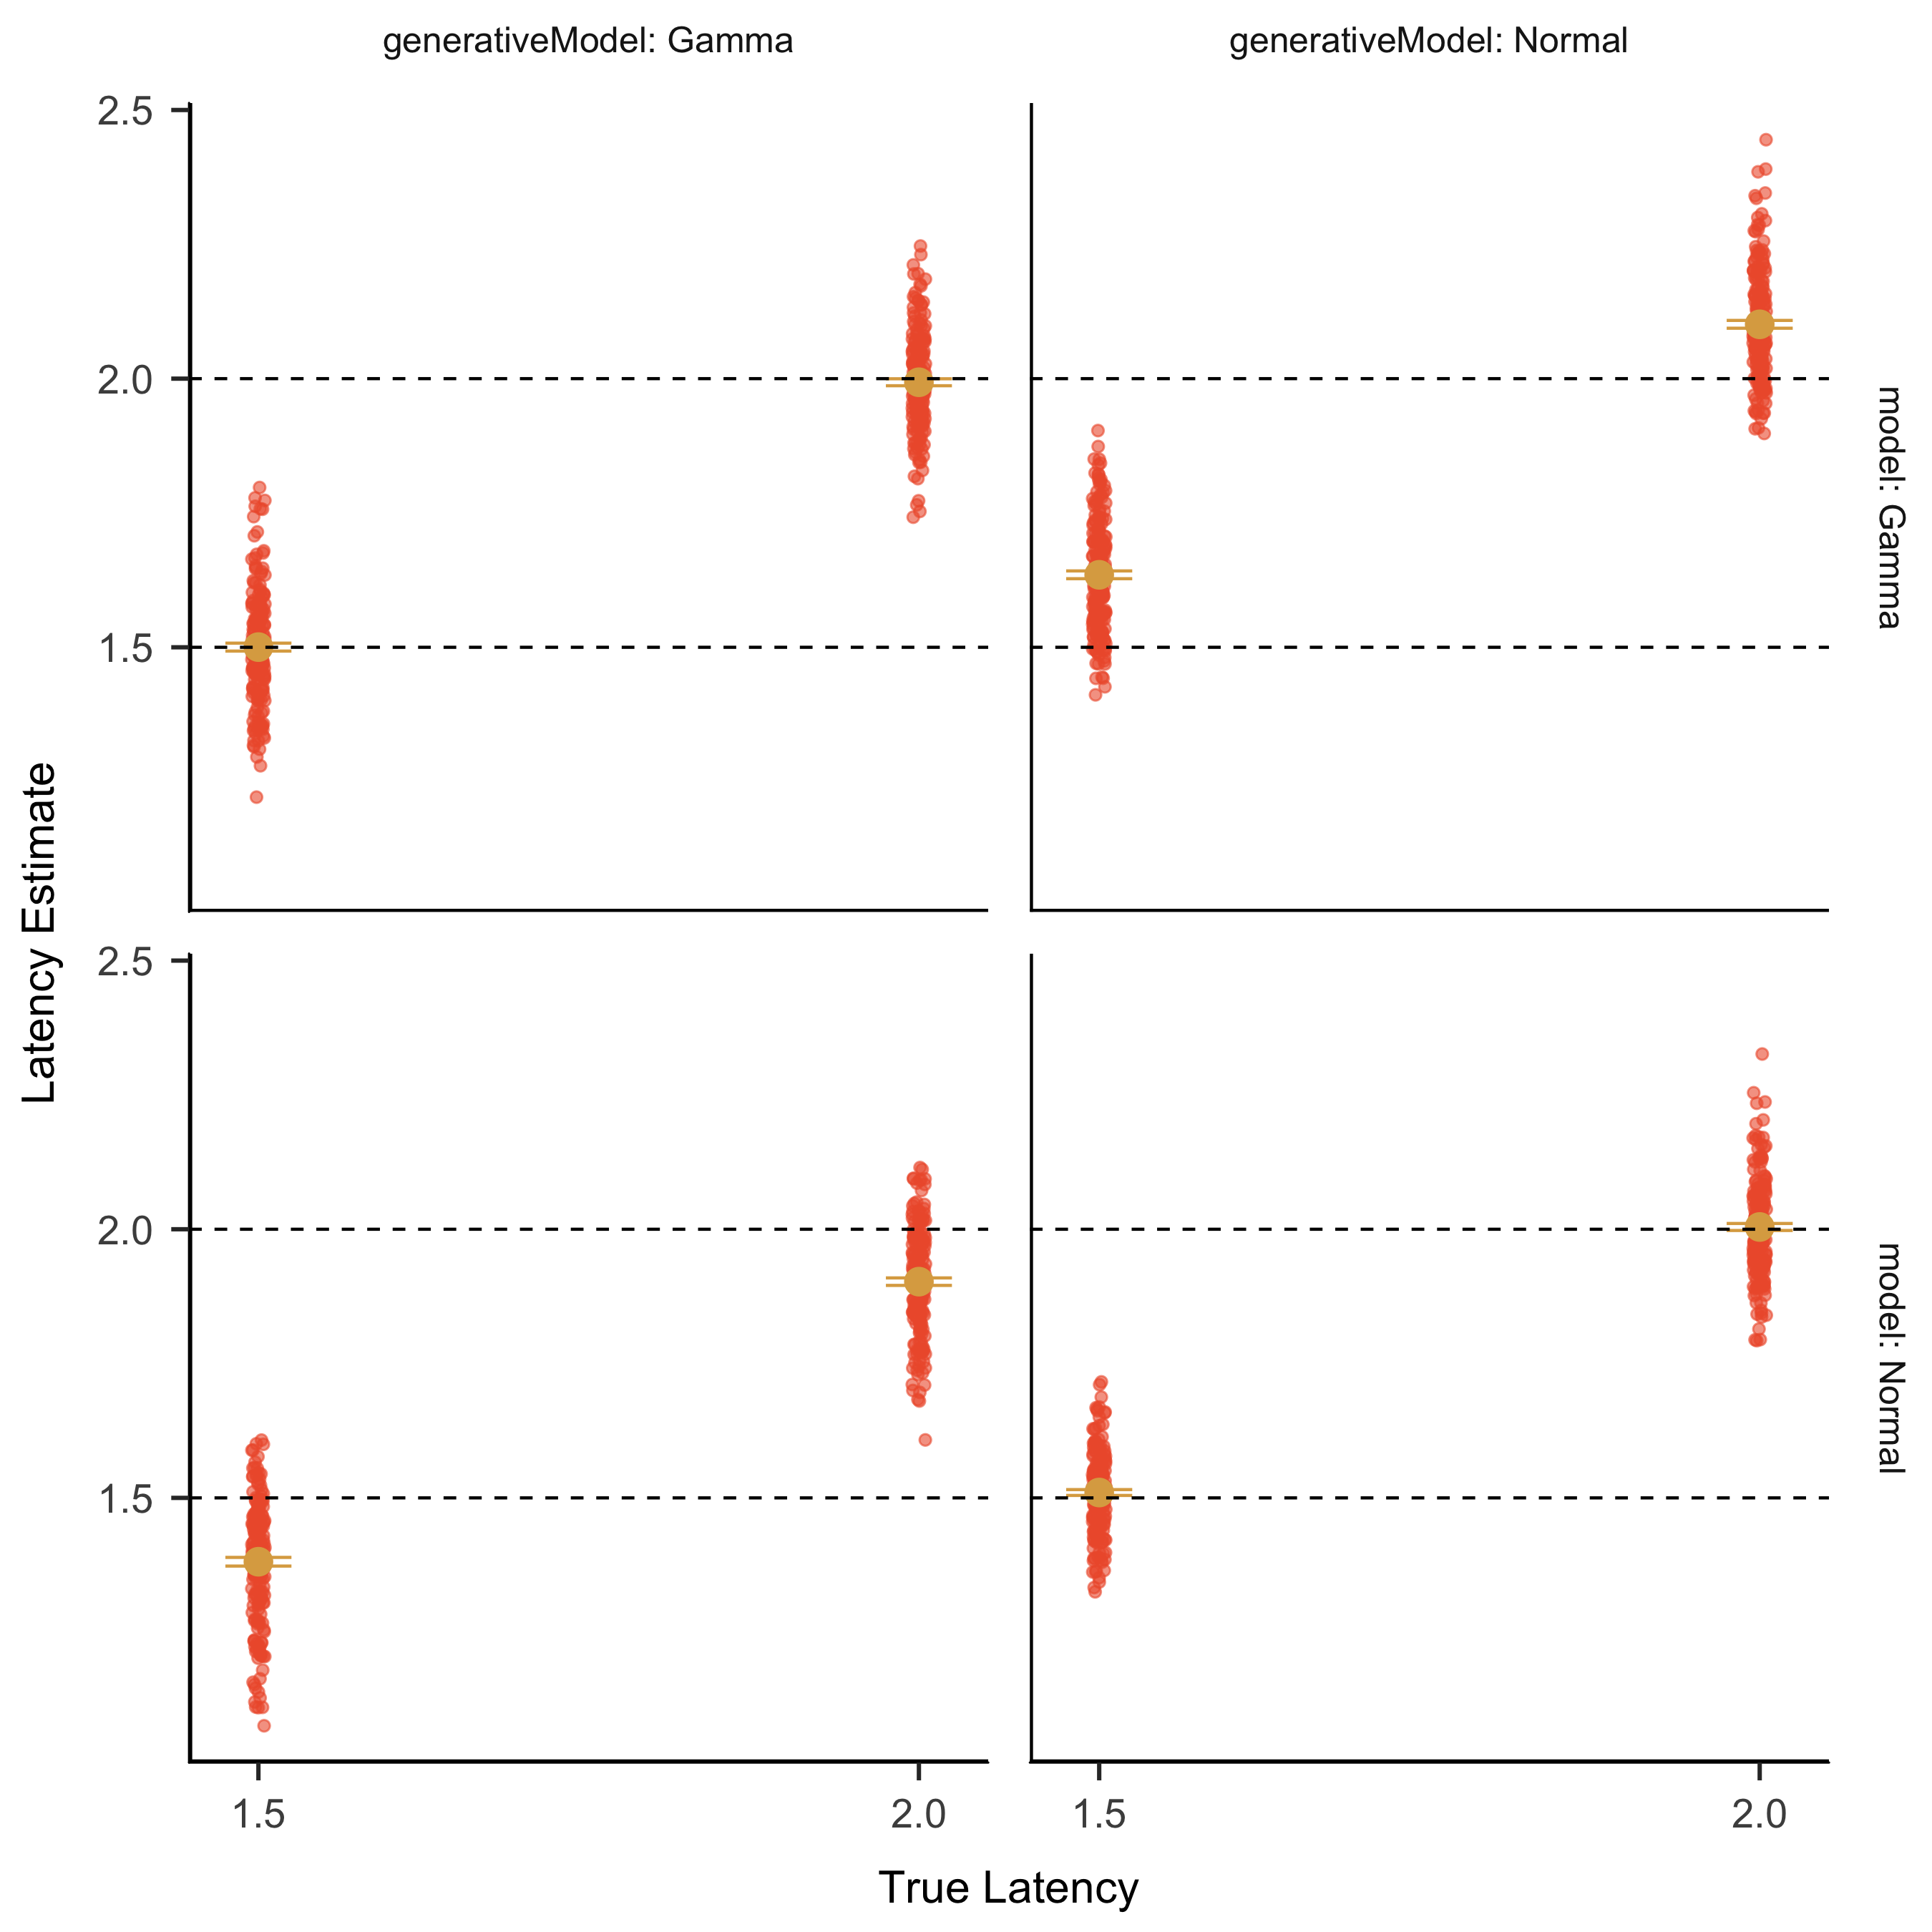 generativeModel: Gamma
generativeModel: Normal
2.5
2.0
1.5
model: Gamma
Latency Estimate
2.5
2.0
1.5
model: Normal
1.5
2.0
1.5
2.0
True Latency